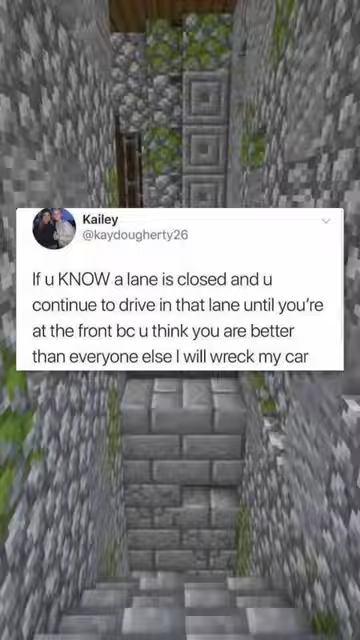 Kailey
@kaydougherty26
If u KNOW a lane is closed and u
continue to drive in that lane until you're
at the front bc u think you are better
than everyone else I will wreck my car